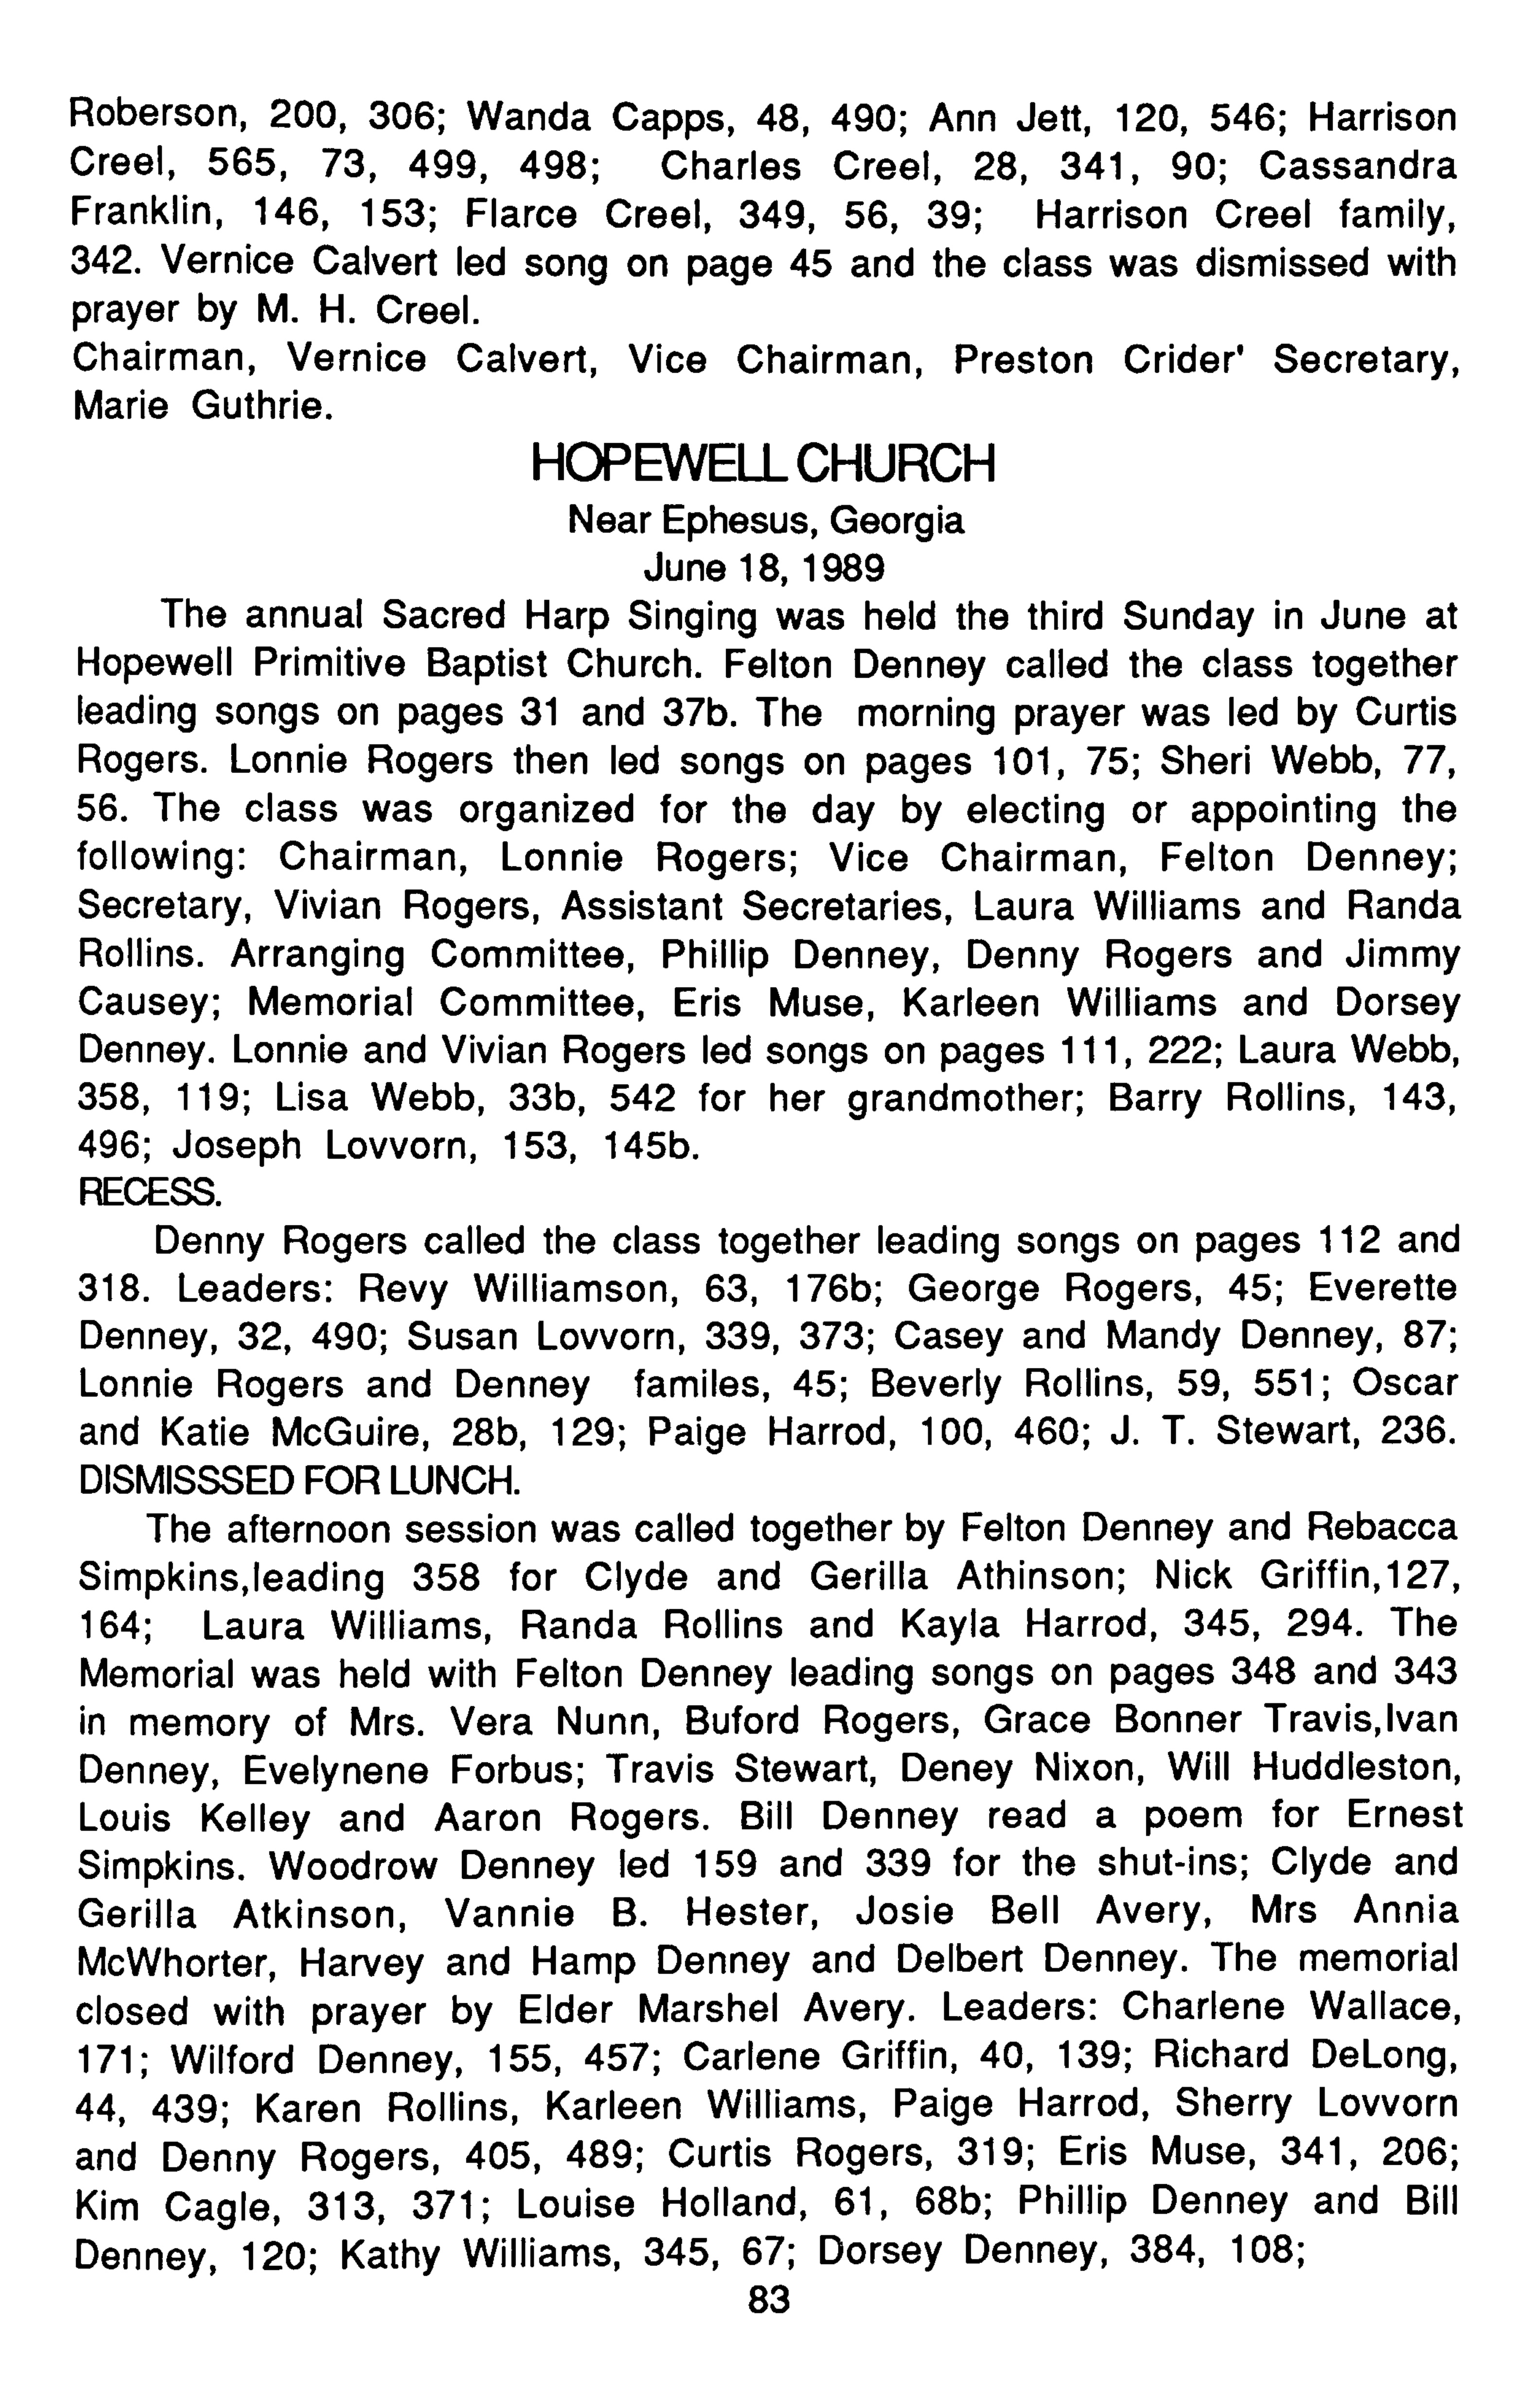 Roberson, 200, 306; Wanda Capps, 48, 490; Ann Jett, 120, 546; Harrison
Creel, 565, 73, 499, 498; Charles Creel, 28, 341, 90; Cassandra
Franklin, 146, 153; Flarce Creel, 349, 56, 39; Harrison Creel family,
342. Vernice Calvert led song on page 45 and the class was dismissed with
prayer by M. H. Creel.
Chairman, Vernice Calvert, Vice Chairman, Preston Crider' Secretary,
Marie Guthrie.
HOPEWELL CHURCH
Near Ephesus, Georgia
June 18, 1989
The annual Sacred Harp Singing was held the third Sunday in June at
Hopewell Primitive Baptist Church. Felton Denney called the class together
leading songs on pages 31 and 37b. The morning prayer was led by Curtis
Rogers. Lonnie Rogers then led songs on pages 101, 75; Sheri Webb, 77,
56. The class was organized for the day by electing or appointing the
following: Chairman, Lonnie Rogers; Vice Chairman, Felton Denney;
Secretary, Vivian Rogers, Assistant Secretaries, Laura Williams and Randa
Rollins. Arranging Committee, Phillip Denney, Denny Rogers and Jimmy
Causey; Memorial Committee, Eris Muse, Karleen Williams and Dorsey
Denney. Lonnie and Vivian Rogers led songs on pages 111, 222; Laura Webb,
358, 119; Lisa Webb, 33b, 542 for her grandmother; Barry Rollins, 143,
496; Joseph Lovvorn, 153, 145b.
RECESS.
Denny Rogers called the class together leading songs on pages 112 and
318. Leaders: Revy Williamson, 63, 176b; George Rogers, 45; Everette
Denney, 32, 490; Susan Lovvorn, 339, 373; Casey and Mandy Denney, 87;
Lonnie Rogers and Denney familes, 45; Beverly Rollins, 59, 551; Oscar
and Katie McGuire, 28b, 129; Paige Harrod, 100, 460; J. T. Stewart, 236.
DISMISSSED FOR LUNCH.
The afternoon session was called together by Felton Denney and Rebacca
Simpkins,leading 358 for Clyde and Gerilla Athinson; Nick Griffin,127,
164; Laura Williams, Randa Rollins and Kayla Harrod, 345, 294. The
Memorial was held with Felton Denney leading songs on pages 348 and 343
in memory of Mrs. Vera Nunn, Buford Rogers, Grace Bonner Travis,Ivan
Denney, Evelynene Forbus; Travis Stewart, Deney Nixon, Will Huddleston,
Louis Kelley and Aaron Rogers. Bill Denney read a poem for Ernest
Simpkins. Woodrow Denney led 159 and 339 for the shut-ins; Clyde and
Gerilla Atkinson, Vannie B. Hester, Josie Bell Avery, Mrs Annia
McWhorter, Harvey and Hamp Denney and Delbert Denney. The memorial
closed with prayer by Elder Marshel Avery. Leaders: Charlene Wallace,
171; Wilford Denney, 155, 457; Carlene Griffin, 40, 139; Richard DeLong,
44, 439; Karen Rollins, Karleen Williams, Paige Harrod, Sherry Lovvorn
and Denny Rogers, 405, 489; Curtis Rogers, 319; Eris Muse, 341, 206;
Kim Cagle, 313, 371; Louise Holland, 61, 68b; Phillip Denney and Bill
Denney, 120; Kathy Williams, 345, 67; Dorsey Denney, 384, 108;
83